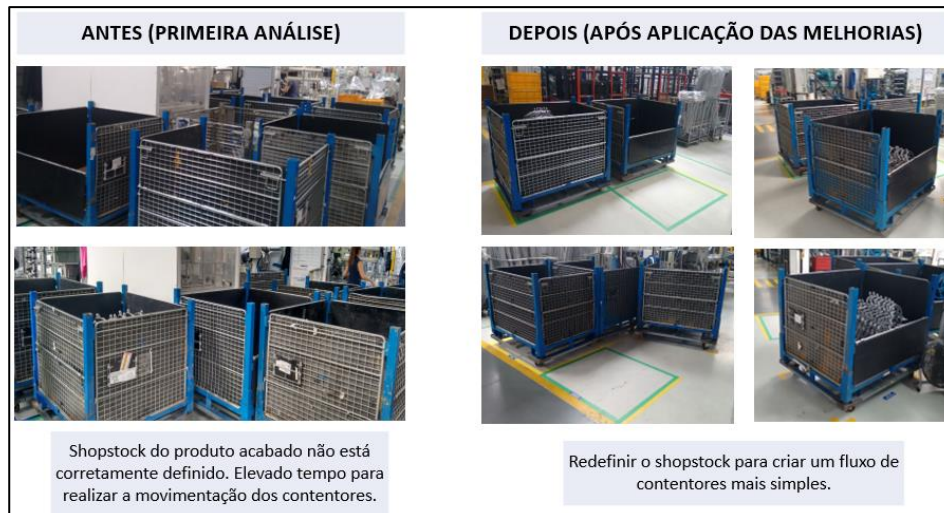 ANTES (PRIMEIRA ANÁLISE)
DEPOIS (APÓS APLICAÇÃO DAS MELHORIAS)
Shopstock do produto acabado não está
corretamente definido. Elevado tempo para
realizar a movimentação dos contentores.
Redefinir o shopstock para criar um fluxo de
contentores mais simples.